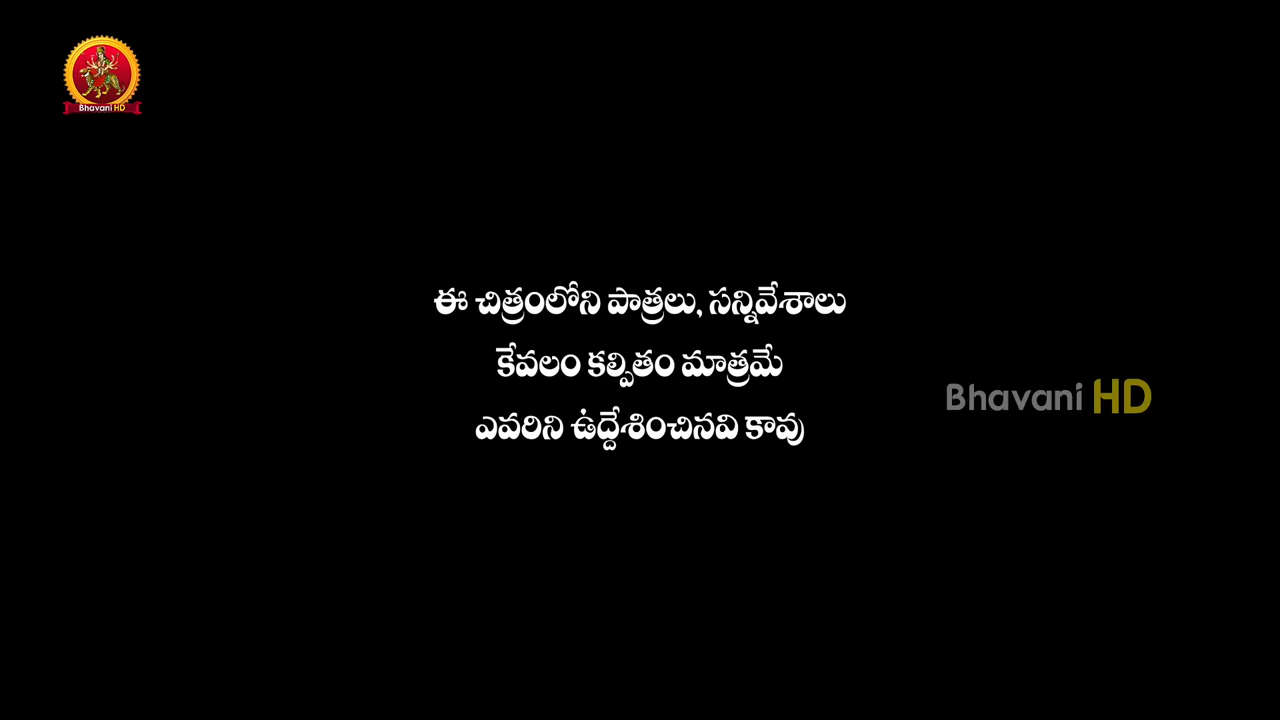 Bhavani HD
ఈ చిత్రంలోని పాత్రలు, సన్నివేశాలు
కేవలం కల్పితం మాత్రమే
Bhavani HD
ఎవరిని ఉద్దేశించినవి కావు